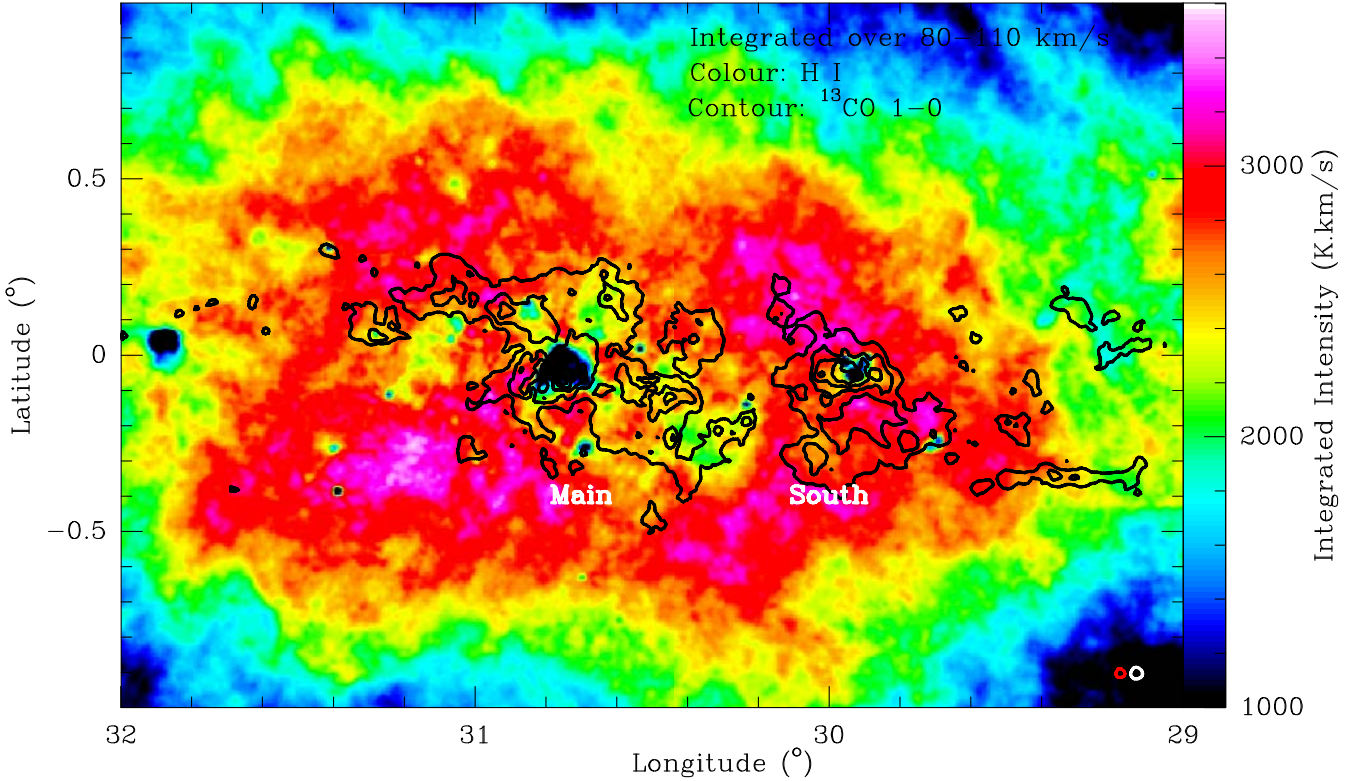 Integrated over 80−110 km/s
Colour: H I
Contour: ¹³CO 1−0
0.5
0
−0.5
Latitude (°)
Main
South
32
31
30
29
Longitude (°)
3000
2000
1000
Integrated Intensity (K.km/s)